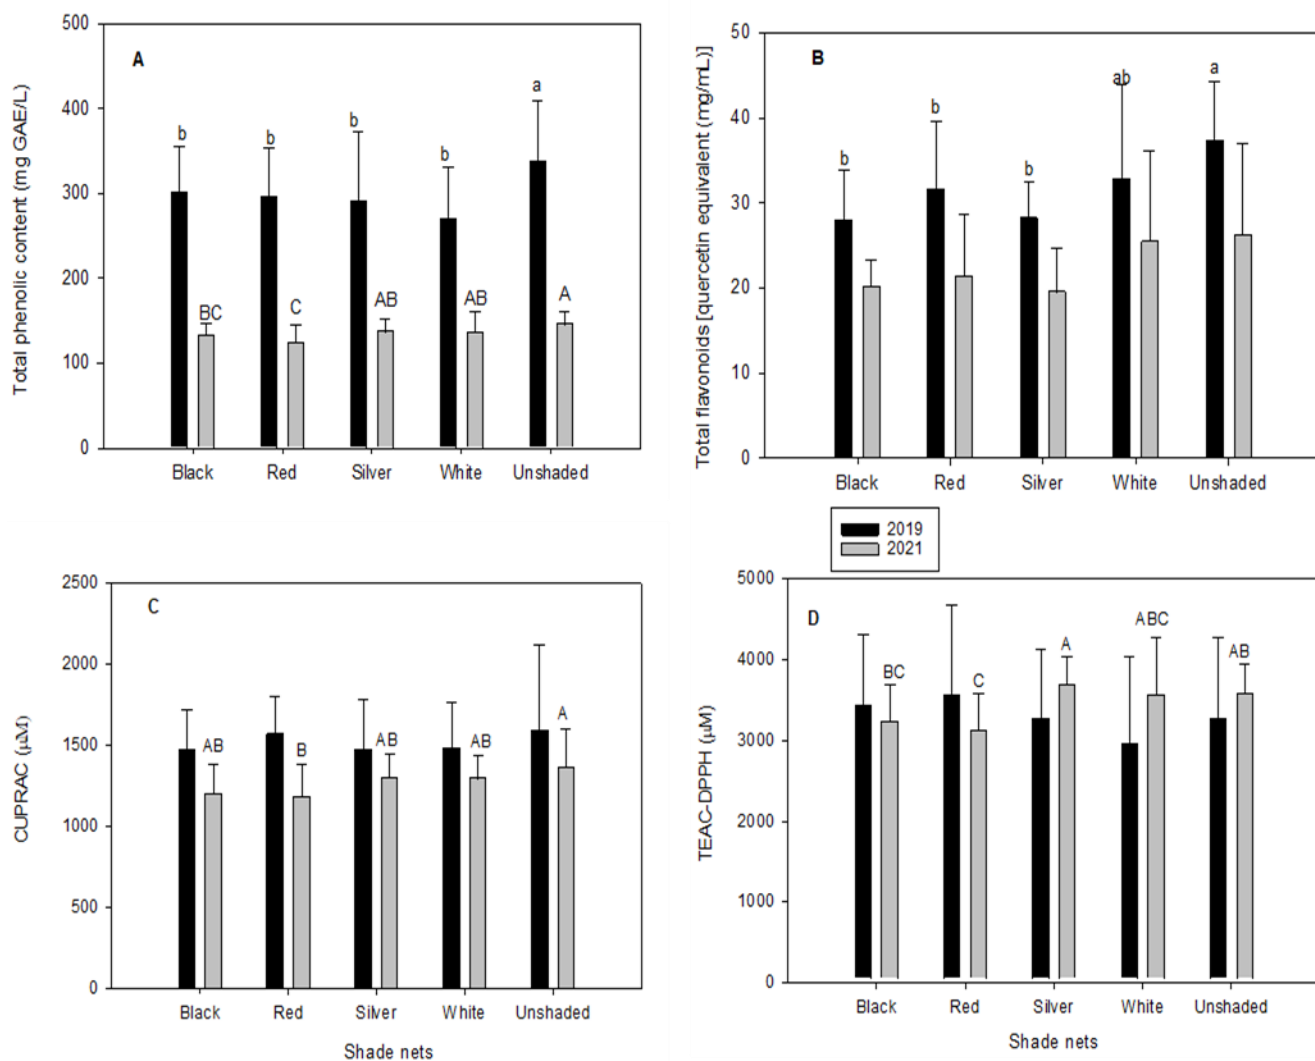 A
Total phenolic content (mg GAE/L)
500
400
300
200
100
0
b
b
b
b
a
BC
C
AB
AB
A
Black
Red
Silver
White
Unshaded
B
Total flavonoids [quercetin equivalent (mg/mL)]
50
40
30
20
10
0
b
b
b
ab
a
Black
Red
Silver
White
Unshaded
2019
2021
C
CUPRAC (µM)
2500
2000
1500
1000
500
0
AB
B
AB
AB
A
Black
Red
Silver
White
Unshaded
Shade nets
D
TEAC-DPPH (µM)
5000
4000
3000
2000
1000
0
BC
C
A
ABC
AB
Black
Red
Silver
White
Unshaded
Shade nets